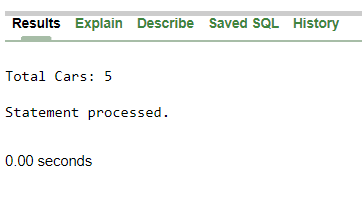 Results Explain Describe Saved SQL History
Total Cars: 5
Statement processed.
0.00 seconds